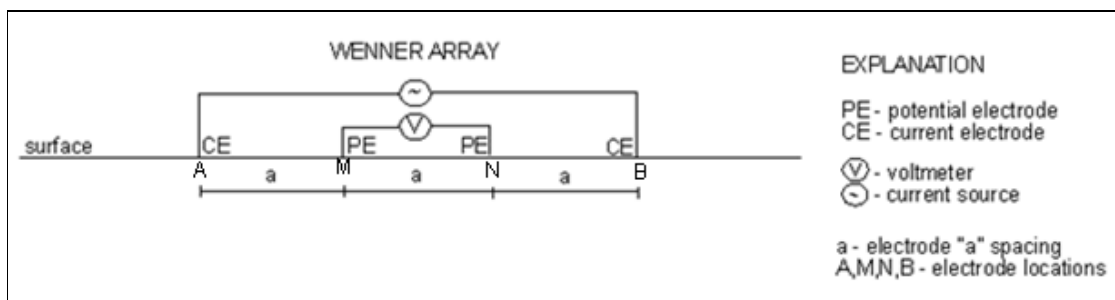 WENNER ARRAY
surface
CE
PE
PE
CE
A
M
N
B
a
a
a
V
EXPLANATION
PE - potential electrode
CE - current electrode
V - voltmeter
~ - current source
a - electrode "a" spacing
A,M,N,B - electrode locations